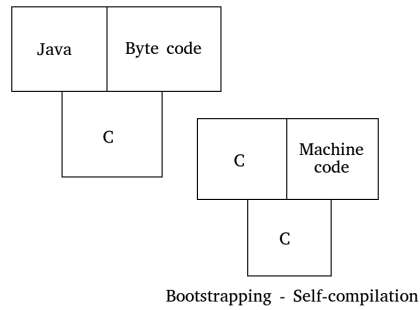 Java
Byte code
C
C
Machine
code
C
Bootstrapping - Self-compilation